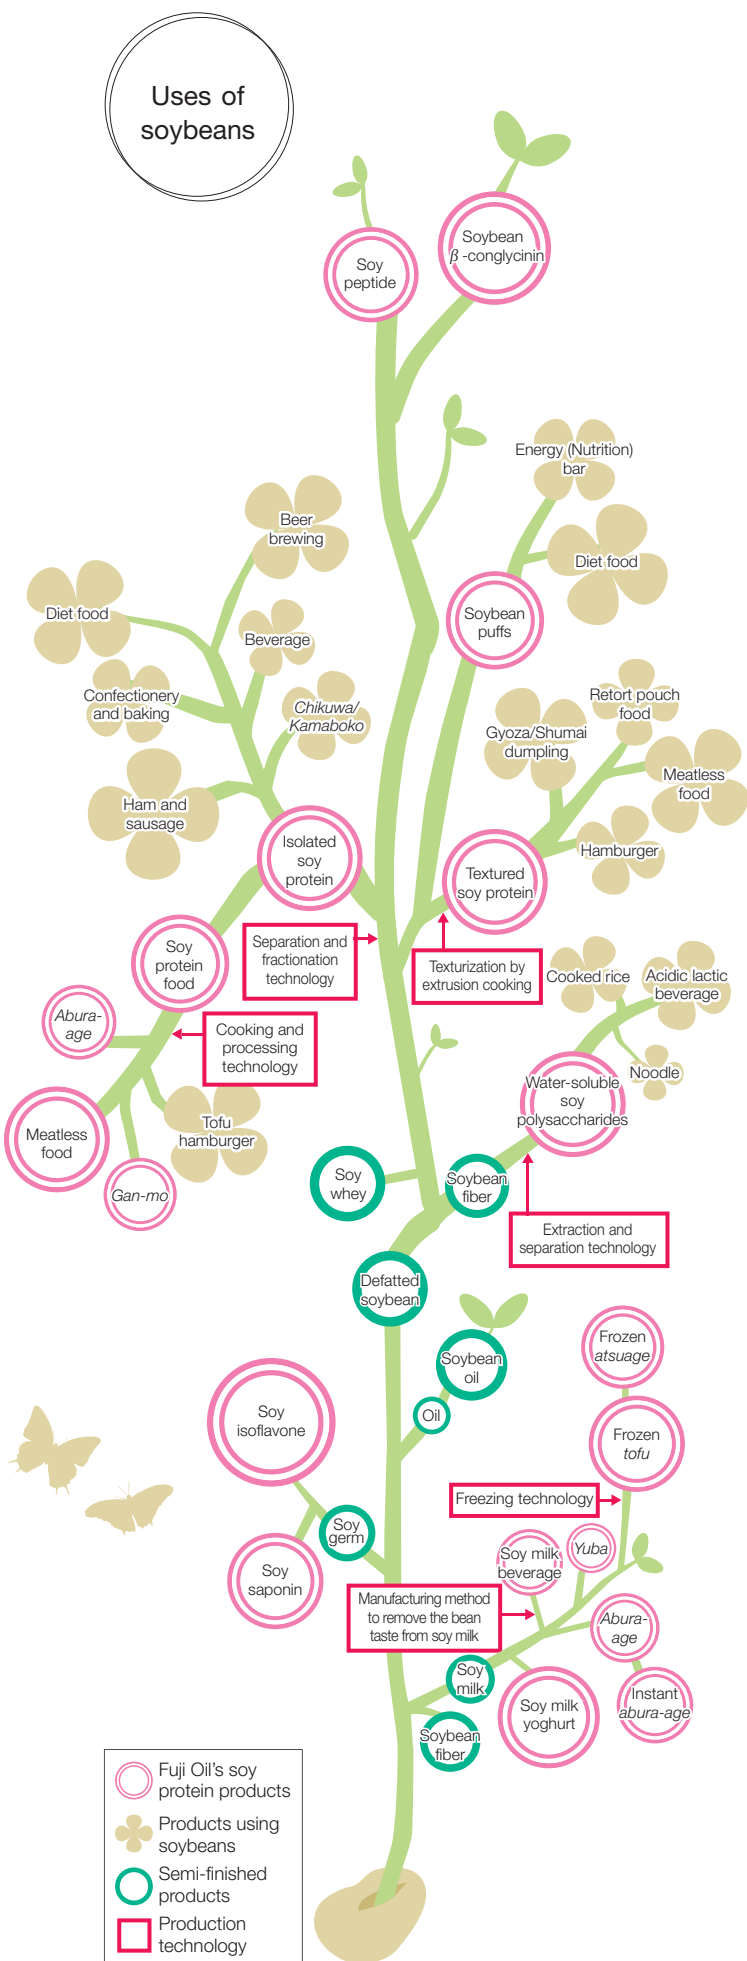 Uses of
soybeans
Soybean
β -conglycinin
Soy
peptide
Energy (Nutrition)
bar
Beer
brewing
Diet food
Diet food
Soybean
puffs
Beverage
Confectionery
and baking
Chikuwa/
Kamaboko
Retort pouch
food
Gyoza/Shumai
dumpling
Meatless
food
Ham and
sausage
Isolated
soy
protein
Hamburger
Textured
soy protein
Soy
protein
food
Separation and
fractionation
technology
Texturization by
extrusion cooking
Cooked rice
Acidic lactic
beverage
Abura-
age
Cooking and
processing
technology
Noodle
Water-soluble
soy
polysaccharides
Meatless
food
Tofu
hamburger
Gan-mo
Soy
whey
Soybean
fiber
Extraction and
separation technology
Defatted
soybean
Frozen
atsuage
Soybean
oil
Oil
Soy
isoflavone
Frozen
tofu
Freezing technology
Soy
germ
Soy milk
beverage
Yuba
Soy
saponin
Manufacturing method
to remove the bean
taste from soy milk
Abura-
age
Soy
milk
Soy milk
yoghurt
Instant
abura-age
Soybean
fiber
Fuji Oil's soy
protein products
Products using
soybeans
Semi-finished
products
Production
technology